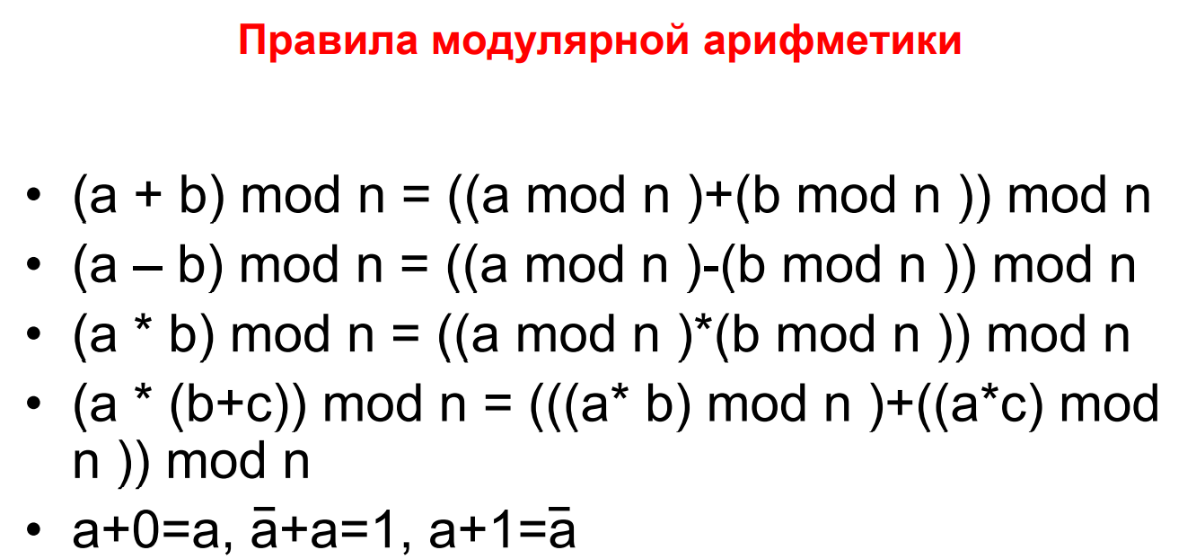 Правила модулярной арифметики
• (a + b) mod n = ((a mod n )+(b mod n )) mod n
• (a – b) mod n = ((a mod n )-(b mod n )) mod n
• (a * b) mod n = ((a mod n )*(b mod n )) mod n
• (a * (b+c)) mod n = (((a* b) mod n )+((a*c) mod
n )) mod n
• a+0=a, ā+a=1, a+1=ā